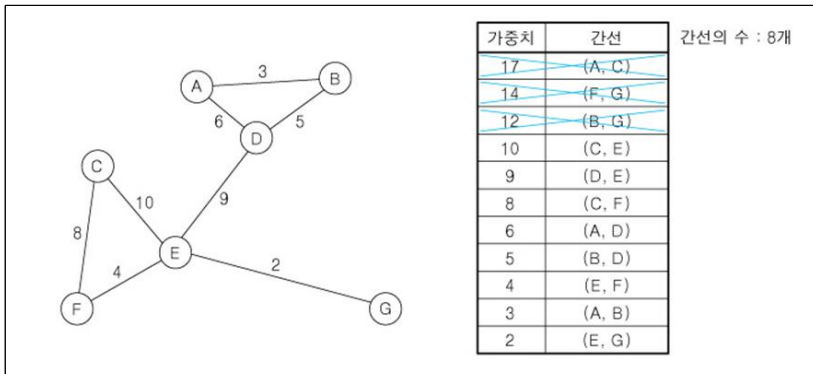 3
A
B
6
5
D
C
10
9
8
E
4
2
F
G
가중치 간선 간선의 수 : 8개
17 (A, C)
14 (F, G)
12 (B, G)
10 (C, E)
9 (D, E)
8 (C, F)
6 (A, D)
5 (B, D)
4 (E, F)
3 (A, B)
2 (E, G)